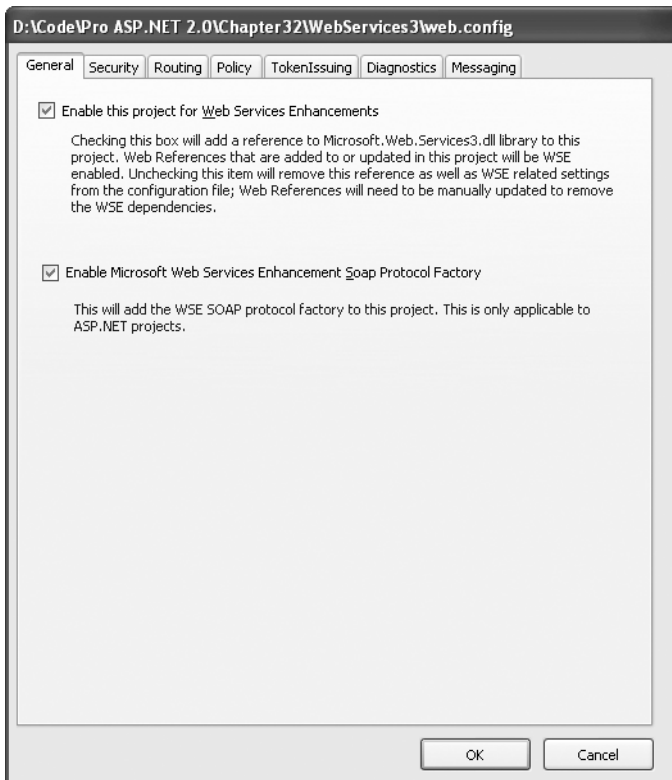 D:\Code\Pro ASP.NET 2.0\Chapter32\WebServices3\web.config
General Security Routing Policy TokenIssuing Diagnostics Messaging
Enable this project for Web Services Enhancements
Checking this box will add a reference to Microsoft.Web.Services3.dll library to this
project. Web References that are added to or updated in this project will be WSE
enabled. Unchecking this item will remove this reference as well as WSE related settings
from the configuration file; Web References will need to be manually updated to remove
the WSE dependencies.
Enable Microsoft Web Services Enhancement Soap Protocol Factory
This will add the WSE SOAP protocol factory to this project. This is only applicable to
ASP.NET projects.
OK Cancel